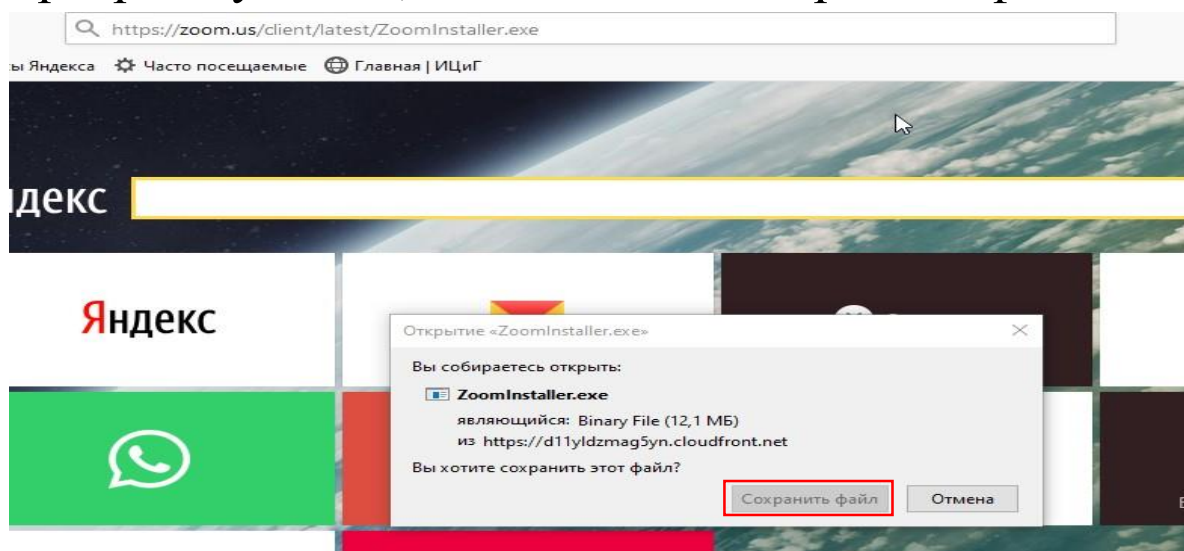 https://zoom.us/client/latest/ZoomInstaller.exe
Яндекса Часто посещаемые Главная | ИЦиГ
декс
Яндекс
Открытие «ZoomInstaller.exe»
Вы собираетесь открыть:
ZoomInstaller.exe
являющийся: Binary File (12,1 МБ)
из https://d11yldzmag5yn.cloudfront.net
Вы хотите сохранить этот файл?
Сохранить файл Отмена